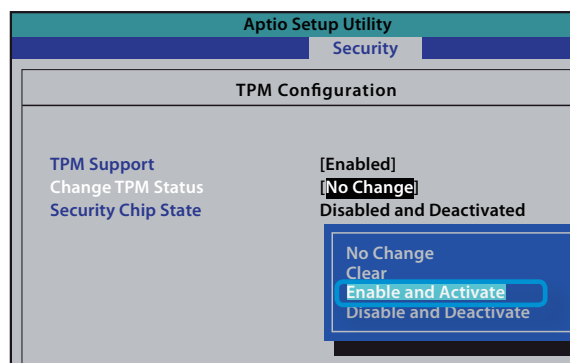 Aptio Setup Utility
Security
TPM Configuration
TPM Support [Enabled]
Change TPM Status [No Change]
Security Chip State Disabled and Deactivated
No Change
Clear
Enable and Activate
Disable and Deactivate